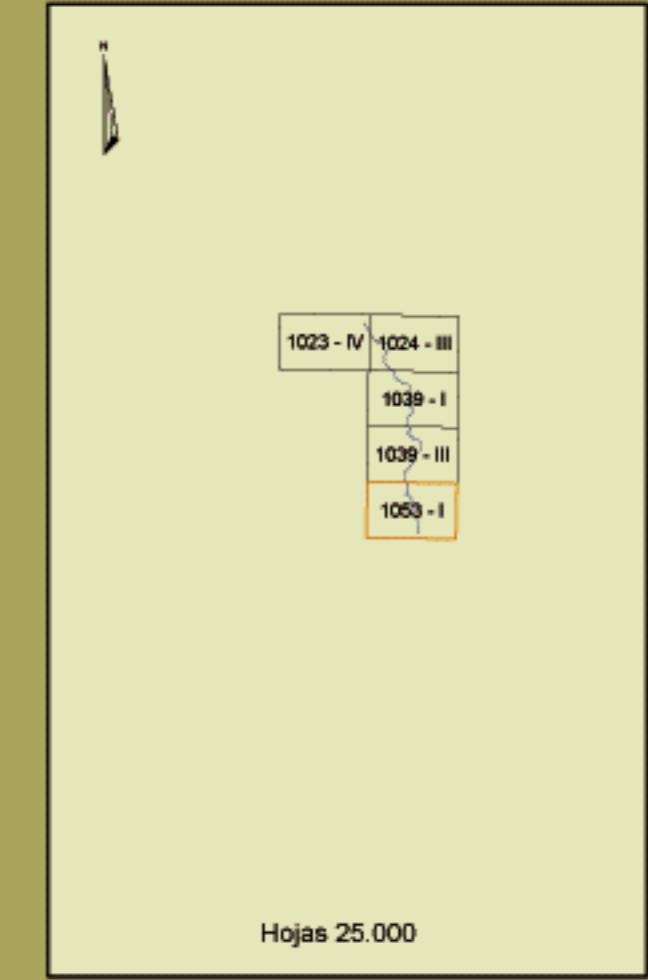 N
1023 - IV
1024 - III
1039 - I
1039 - III
1053 - I
Hojas 25.000